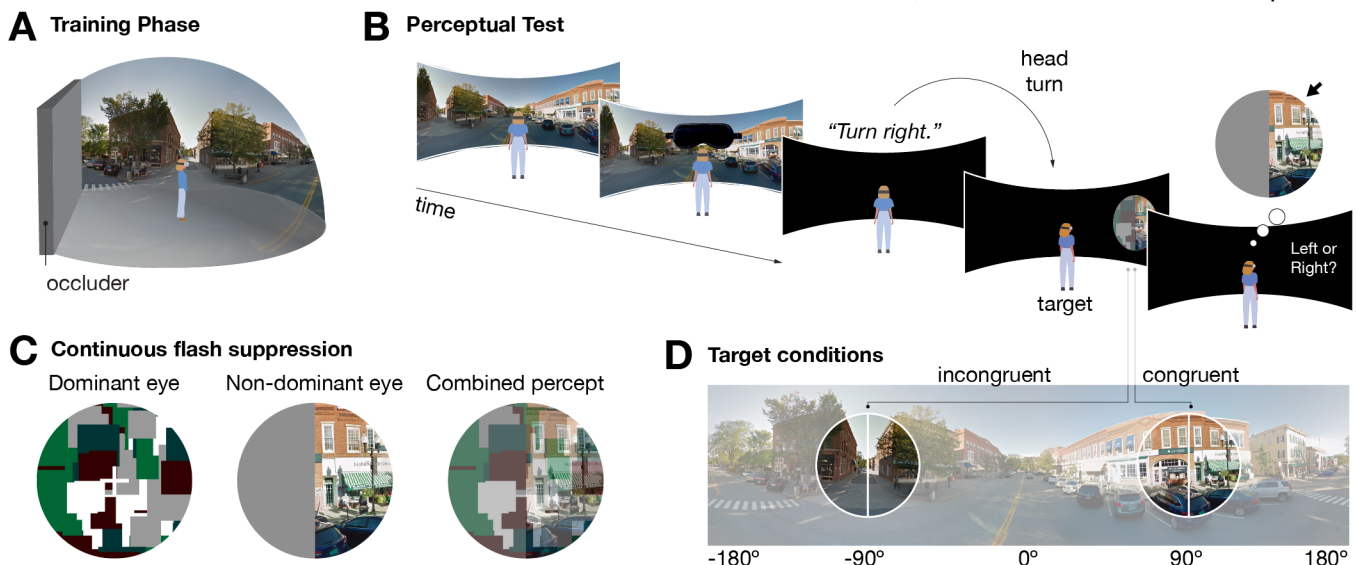 A Training Phase
occluder
B Perceptual Test
time
“Turn right.”
head
turn
target
Left or
Right?
C Continuous flash suppression
Dominant eye
Non-dominant eye
Combined percept
D Target conditions
incongruent
congruent
-180°
-90°
0°
90°
180°